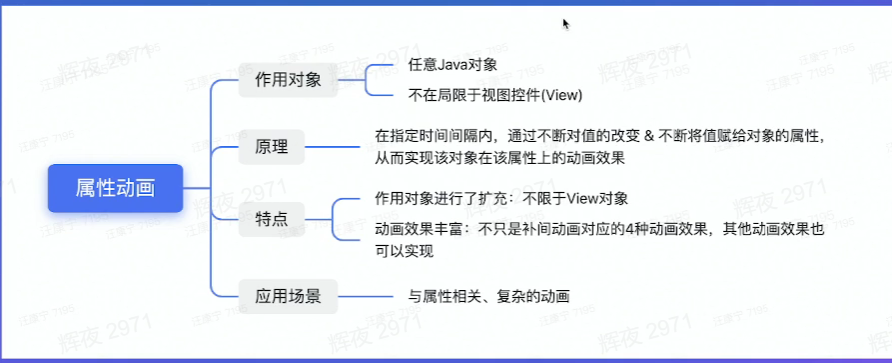 属性动画
作用对象
任意Java对象
不在局限于视图控件(View)
原理
在指定时间间隔内，通过不断对值的改变 & 不断将值赋给对象的属性，
从而实现该对象在该属性上的动画效果
特点
作用对象进行了扩充：不限于View对象
动画效果丰富：不只是补间动画对应的4种动画效果，其他动画效果也
可以实现
应用场景
与属性相关、复杂的动画
辉夜 2971
汪康宁 7195